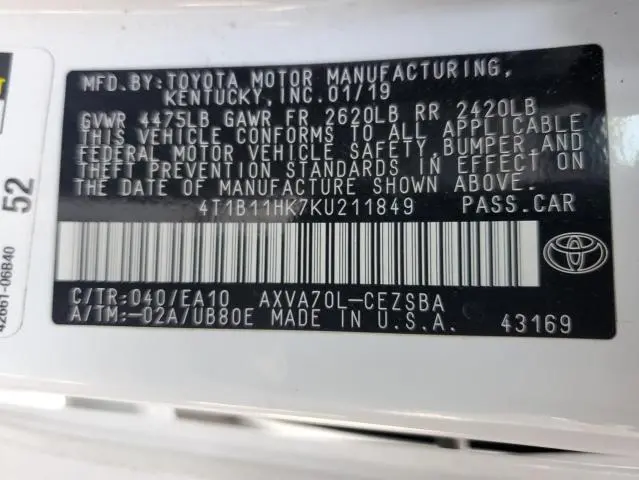 MFD.BY:TOYOTA MOTOR MANUFACTURING,
KENTUCKY,INC.01/19
GVWR 4475LB GAWR FR 2620LB RR 2420LB
THIS VEHICLE CONFORMS TO ALL APPLICABLE
FEDERAL MOTOR VEHICLE SAFETY, BUMPER,AND
THEFT PREVENTION STANDARDS IN EFFECT ON
THE DATE OF MANUFACTURE SHOWN ABOVE.
4T1B11HK7KU211849 PASS.CAR
C/TR:040/EA10 AXVA70L-CEZSBA
A/TM:-02A/UB80E MADE IN U.S.A.
43169
TOYOTA
52
42661-06B40